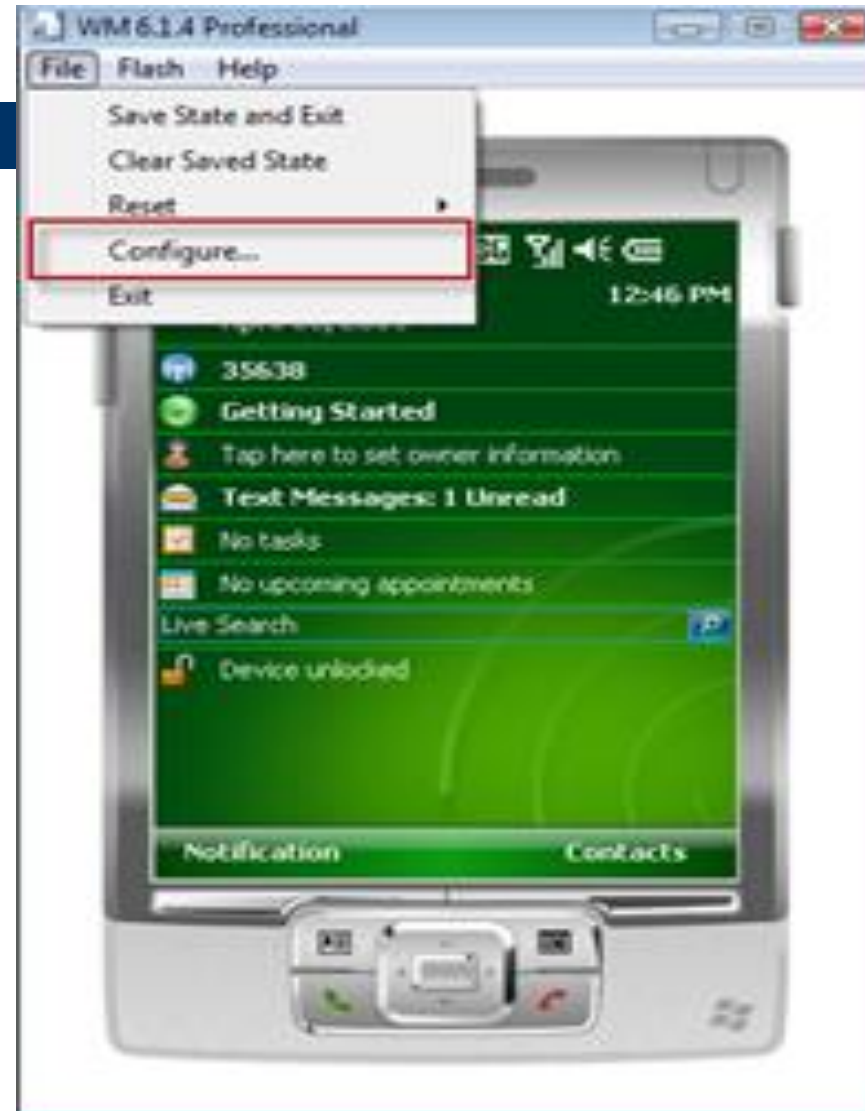 WM 6.1.4 Professional
File Flash Help
Save State and Exit
Clear Saved State
Reset
Configure...
Exit
12:46 PM
35638
Getting Started
Tap here to set owner information
Text Messages: 1 Unread
No tasks
No upcoming appointments
Live Search
Device unlocked
Notification Contacts